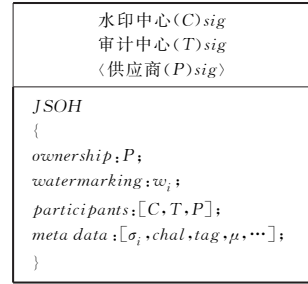 水印中心(C)sig
审计中心(T)sig
〈供应商(P)sig〉
JSOH
{
ownership:P;
watermarking:wᵢ;
participants:[C,T,P];
meta data:[σᵢ,chal,tag,μ,⋯];
}